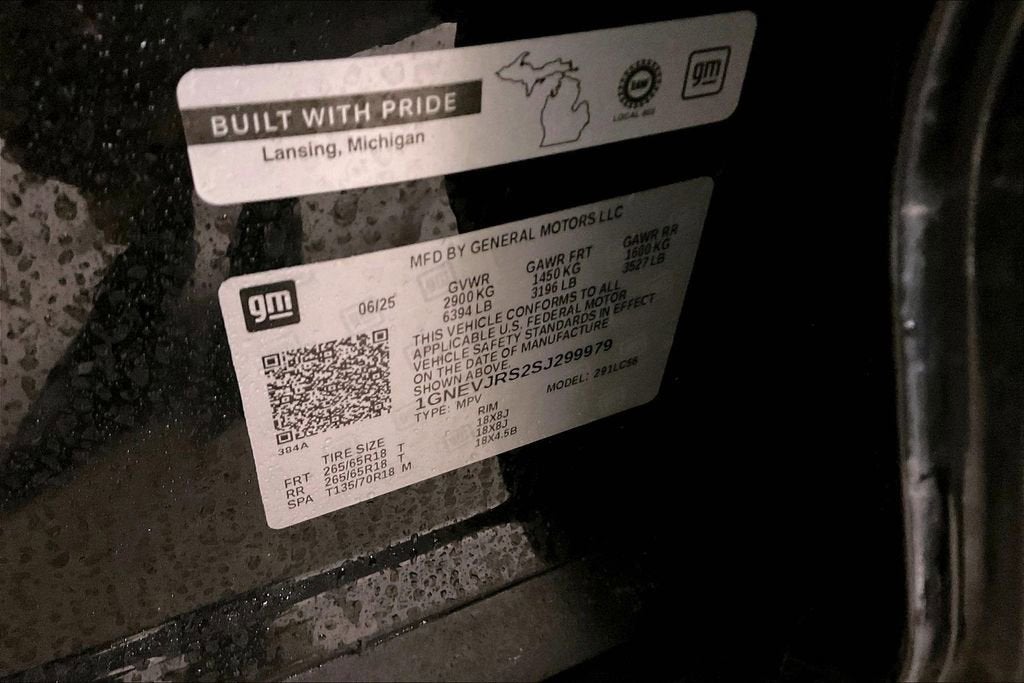 BUILT WITH PRIDE
Lansing, Michigan
UAW
LOCAL 602
gm
MFD BY GENERAL MOTORS LLC
gm
06/25
GVWR GAWR FRT GAWR RR
2900 KG 1450 KG 1600 KG
6394 LB 3196 LB 3527 LB
THIS VEHICLE CONFORMS TO ALL
APPLICABLE U.S. FEDERAL MOTOR
VEHICLE SAFETY STANDARDS IN EFFECT
ON THE DATE OF MANUFACTURE
SHOWN ABOVE.
1GNEVJRS2SJ299979
TYPE: MPV MODEL: 291LC56
384A
TIRE SIZE RIM
FRT 265/65R18 T 18X8J
RR 265/65R18 T 18X8J
SPA T135/70R18 M 18X4.5B